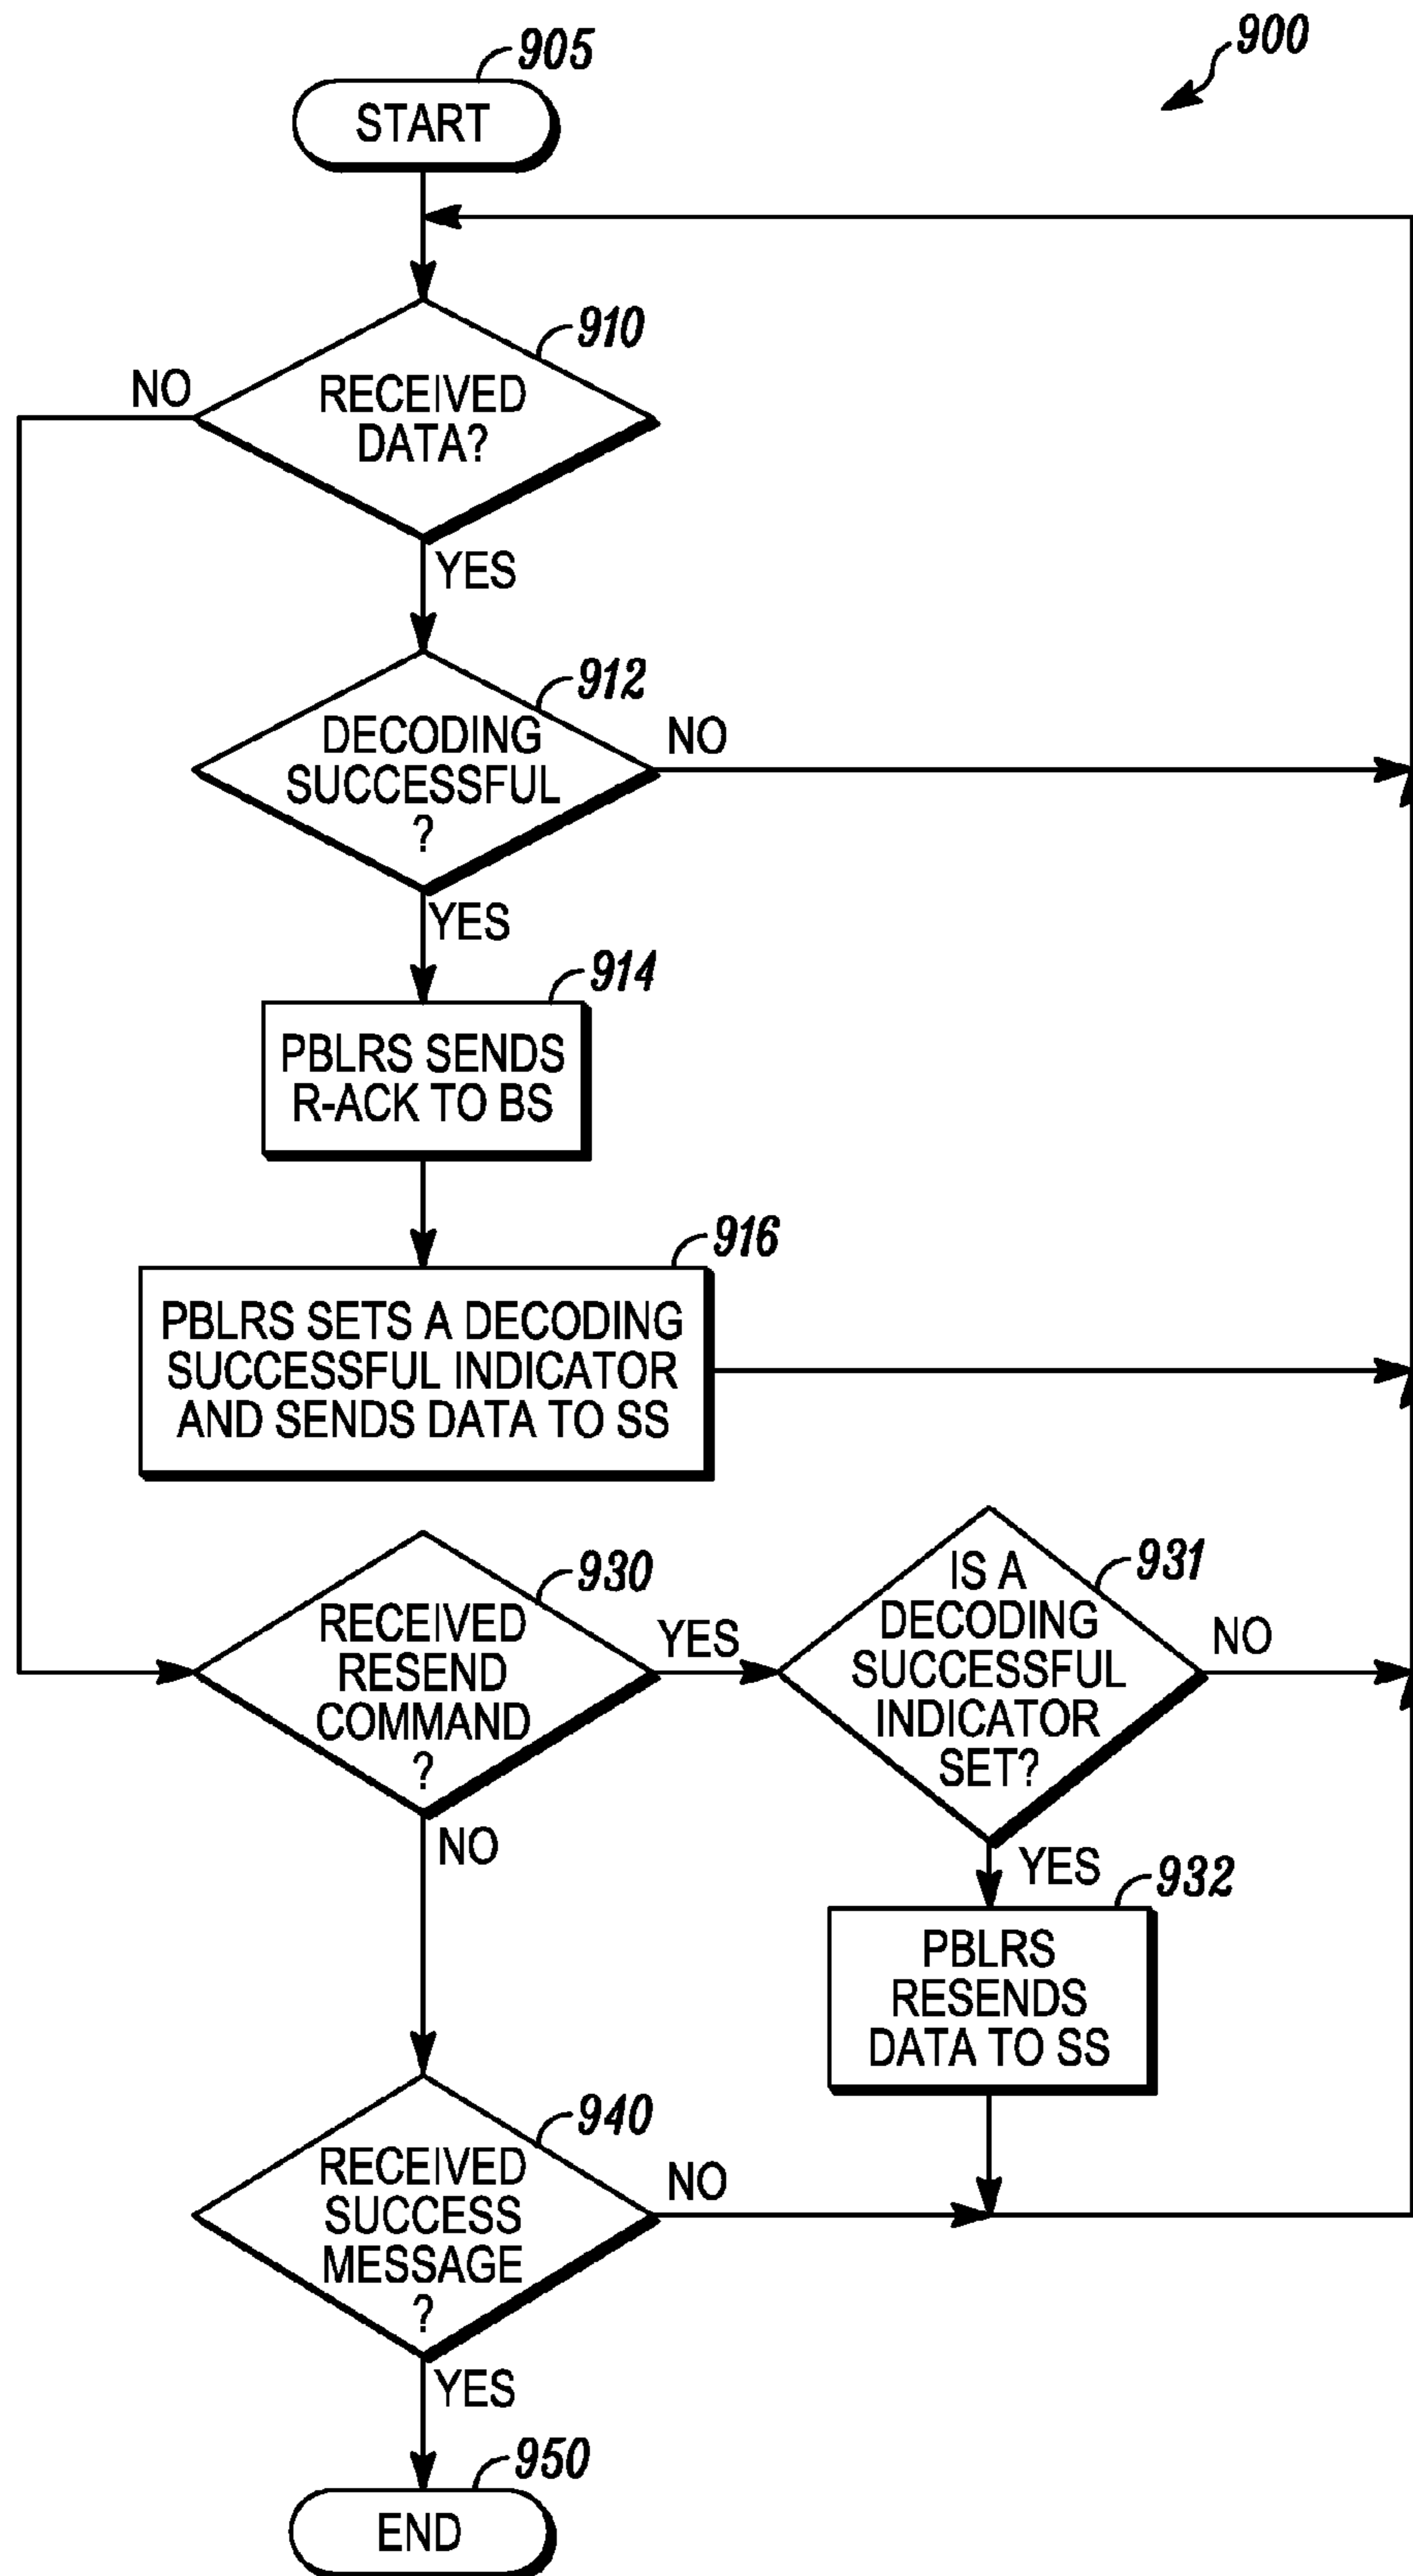 900
905
START
910
RECEIVED
DATA?
NO
YES
912
DECODING
SUCCESSFUL
?
NO
YES
914
PBLRS SENDS
R-ACK TO BS
916
PBLRS SETS A DECODING
SUCCESSFUL INDICATOR
AND SENDS DATA TO SS
930
RECEIVED
RESEND
COMMAND
?
YES
NO
931
IS A
DECODING
SUCCESSFUL
INDICATOR
SET?
NO
YES
932
PBLRS
RESENDS
DATA TO SS
940
RECEIVED
SUCCESS
MESSAGE
?
NO
YES
950
END